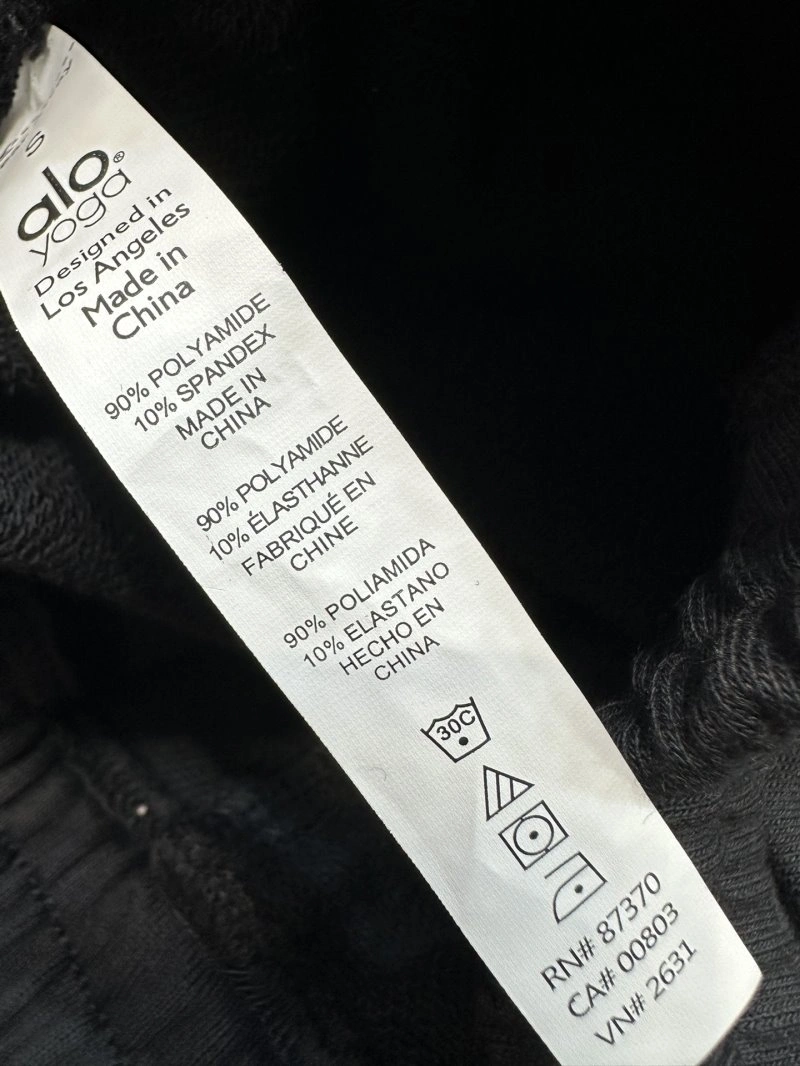 S
alo®
yoga
Designed in
Los Angeles
Made in
China
90% POLYAMIDE
10% SPANDEX
MADE IN
CHINA
90% POLYAMIDE
10% ÉLASTHANNE
FABRIQUÉ EN
CHINE
90% POLIAMIDA
10% ELASTANO
HECHO EN
CHINA
30C
RN# 87370
CA# 00803
VN# 2631